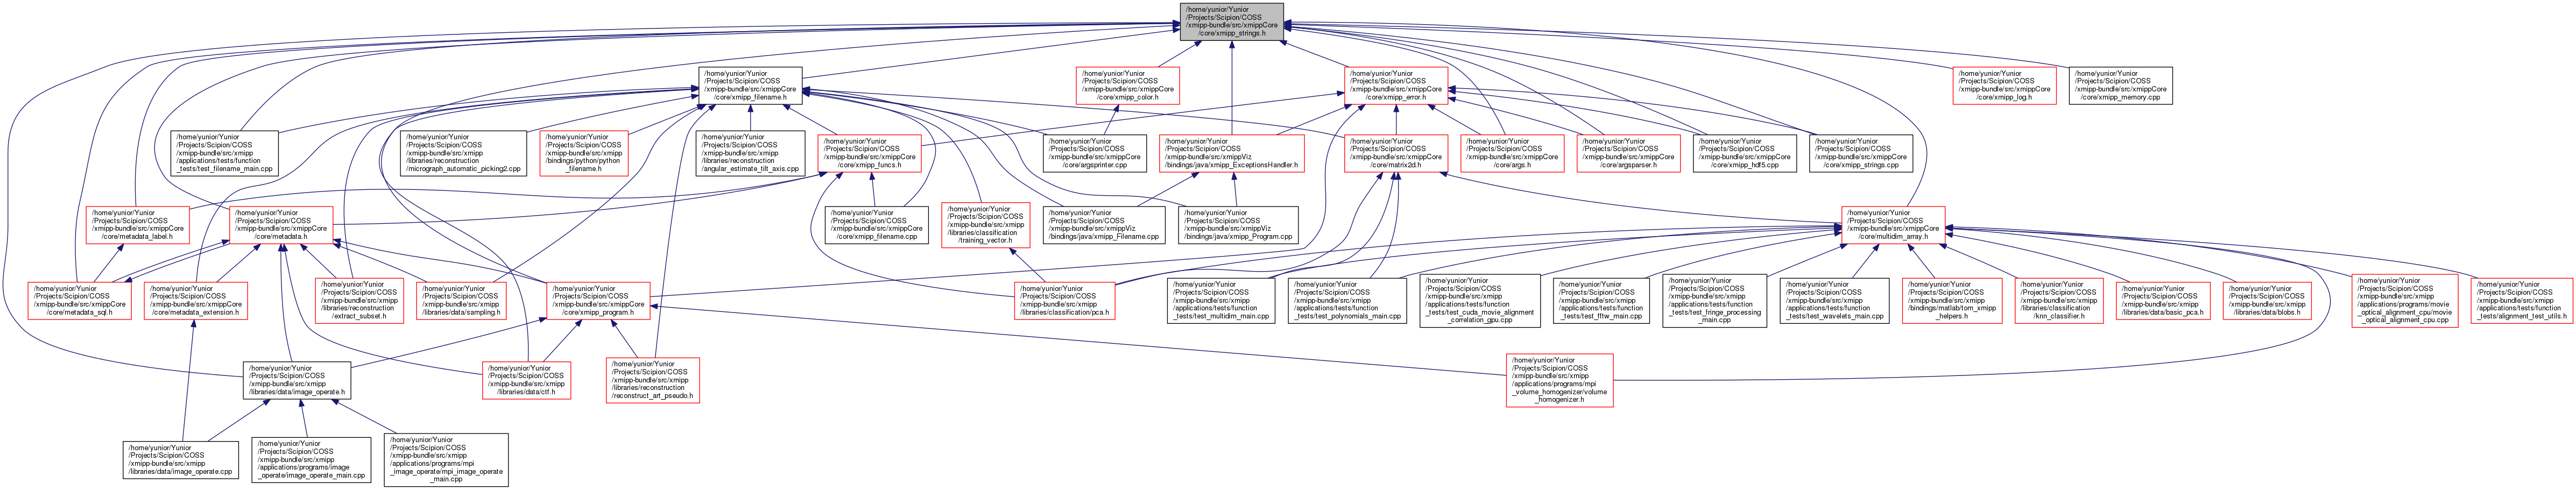 /home/yunior/Yunior
/Projects/Scipion/COSS
/xmipp-bundle/src/xmippCore
/core/xmipp_strings.h
/home/yunior/Yunior
/Projects/Scipion/COSS
/xmipp-bundle/src/xmippCore
/core/xmipp_filename.h
/home/yunior/Yunior
/Projects/Scipion/COSS
/xmipp-bundle/src/xmippCore
/core/xmipp_color.h
/home/yunior/Yunior
/Projects/Scipion/COSS
/xmipp-bundle/src/xmippCore
/core/xmipp_error.h
/home/yunior/Yunior
/Projects/Scipion/COSS
/xmipp-bundle/src/xmippCore
/core/xmipp_log.h
/home/yunior/Yunior
/Projects/Scipion/COSS
/xmipp-bundle/src/xmippCore
/core/xmipp_memory.cpp
/home/yunior/Yunior
/Projects/Scipion/COSS
/xmipp-bundle/src/xmipp
/applications/tests/function
_tests/test_filename_main.cpp
/home/yunior/Yunior
/Projects/Scipion/COSS
/xmipp-bundle/src/xmipp
/libraries/reconstruction
/micrograph_automatic_picking2.cpp
/home/yunior/Yunior
/Projects/Scipion/COSS
/xmipp-bundle/src/xmipp
/bindings/python/python
_filename.h
/home/yunior/Yunior
/Projects/Scipion/COSS
/xmipp-bundle/src/xmipp
/libraries/reconstruction
/angular_estimate_tilt_axis.cpp
/home/yunior/Yunior
/Projects/Scipion/COSS
/xmipp-bundle/src/xmippCore
/core/xmipp_funcs.h
/home/yunior/Yunior
/Projects/Scipion/COSS
/xmipp-bundle/src/xmippCore
/core/argsprinter.cpp
/home/yunior/Yunior
/Projects/Scipion/COSS
/xmipp-bundle/src/xmippViz
/bindings/java/xmipp_ExceptionsHandler.h
/home/yunior/Yunior
/Projects/Scipion/COSS
/xmipp-bundle/src/xmippCore
/core/matrix2d.h
/home/yunior/Yunior
/Projects/Scipion/COSS
/xmipp-bundle/src/xmippCore
/core/args.h
/home/yunior/Yunior
/Projects/Scipion/COSS
/xmipp-bundle/src/xmippCore
/core/argsparser.h
/home/yunior/Yunior
/Projects/Scipion/COSS
/xmipp-bundle/src/xmippCore
/core/xmipp_hdf5.cpp
/home/yunior/Yunior
/Projects/Scipion/COSS
/xmipp-bundle/src/xmippCore
/core/xmipp_strings.cpp
/home/yunior/Yunior
/Projects/Scipion/COSS
/xmipp-bundle/src/xmippCore
/core/metadata_label.h
/home/yunior/Yunior
/Projects/Scipion/COSS
/xmipp-bundle/src/xmippCore
/core/metadata.h
/home/yunior/Yunior
/Projects/Scipion/COSS
/xmipp-bundle/src/xmippCore
/core/xmipp_filename.cpp
/home/yunior/Yunior
/Projects/Scipion/COSS
/xmipp-bundle/src/xmipp
/libraries/classification
/training_vector.h
/home/yunior/Yunior
/Projects/Scipion/COSS
/xmipp-bundle/src/xmippViz
/bindings/java/xmipp_Filename.cpp
/home/yunior/Yunior
/Projects/Scipion/COSS
/xmipp-bundle/src/xmippViz
/bindings/java/xmipp_Program.cpp
/home/yunior/Yunior
/Projects/Scipion/COSS
/xmipp-bundle/src/xmippCore
/core/multidim_array.h
/home/yunior/Yunior
/Projects/Scipion/COSS
/xmipp-bundle/src/xmippCore
/core/metadata_sql.h
/home/yunior/Yunior
/Projects/Scipion/COSS
/xmipp-bundle/src/xmippCore
/core/metadata_extension.h
/home/yunior/Yunior
/Projects/Scipion/COSS
/xmipp-bundle/src/xmipp
/libraries/reconstruction
/extract_subset.h
/home/yunior/Yunior
/Projects/Scipion/COSS
/xmipp-bundle/src/xmipp
/libraries/data/sampling.h
/home/yunior/Yunior
/Projects/Scipion/COSS
/xmipp-bundle/src/xmippCore
/core/xmipp_program.h
/home/yunior/Yunior
/Projects/Scipion/COSS
/xmipp-bundle/src/xmipp
/libraries/classification/pca.h
/home/yunior/Yunior
/Projects/Scipion/COSS
/xmipp-bundle/src/xmipp
/applications/tests/function
_tests/test_multidim_main.cpp
/home/yunior/Yunior
/Projects/Scipion/COSS
/xmipp-bundle/src/xmipp
/applications/tests/function
_tests/test_polynomials_main.cpp
/home/yunior/Yunior
/Projects/Scipion/COSS
/xmipp-bundle/src/xmipp
/applications/tests/function
_tests/test_cuda_movie_alignment
_correlation_gpu.cpp
/home/yunior/Yunior
/Projects/Scipion/COSS
/xmipp-bundle/src/xmipp
/applications/tests/function
_tests/test_fftw_main.cpp
/home/yunior/Yunior
/Projects/Scipion/COSS
/xmipp-bundle/src/xmipp
/applications/tests/function
_tests/test_fringe_processing
_main.cpp
/home/yunior/Yunior
/Projects/Scipion/COSS
/xmipp-bundle/src/xmipp
/applications/tests/function
_tests/test_wavelets_main.cpp
/home/yunior/Yunior
/Projects/Scipion/COSS
/xmipp-bundle/src/xmipp
/bindings/matlab/tom_xmipp
_helpers.h
/home/yunior/Yunior
/Projects/Scipion/COSS
/xmipp-bundle/src/xmipp
/libraries/classification
/knn_classifier.h
/home/yunior/Yunior
/Projects/Scipion/COSS
/xmipp-bundle/src/xmipp
/libraries/data/basic_pca.h
/home/yunior/Yunior
/Projects/Scipion/COSS
/xmipp-bundle/src/xmipp
/libraries/data/blobs.h
/home/yunior/Yunior
/Projects/Scipion/COSS
/xmipp-bundle/src/xmipp
/applications/programs/movie
_optical_alignment_cpu/movie
_optical_alignment_cpu.cpp
/home/yunior/Yunior
/Projects/Scipion/COSS
/xmipp-bundle/src/xmipp
/applications/tests/function
_tests/alignment_test_utils.h
/home/yunior/Yunior
/Projects/Scipion/COSS
/xmipp-bundle/src/xmipp
/libraries/data/image_operate.h
/home/yunior/Yunior
/Projects/Scipion/COSS
/xmipp-bundle/src/xmipp
/libraries/data/ctf.h
/home/yunior/Yunior
/Projects/Scipion/COSS
/xmipp-bundle/src/xmipp
/libraries/reconstruction
/reconstruct_art_pseudo.h
/home/yunior/Yunior
/Projects/Scipion/COSS
/xmipp-bundle/src/xmipp
/applications/programs/mpi
_volume_homogenizer/volume
_homogenizer.h
/home/yunior/Yunior
/Projects/Scipion/COSS
/xmipp-bundle/src/xmipp
/libraries/data/image_operate.cpp
/home/yunior/Yunior
/Projects/Scipion/COSS
/xmipp-bundle/src/xmipp
/applications/programs/image
_operate/image_operate_main.cpp
/home/yunior/Yunior
/Projects/Scipion/COSS
/xmipp-bundle/src/xmipp
/applications/programs/mpi
_image_operate/mpi_image_operate
_main.cpp